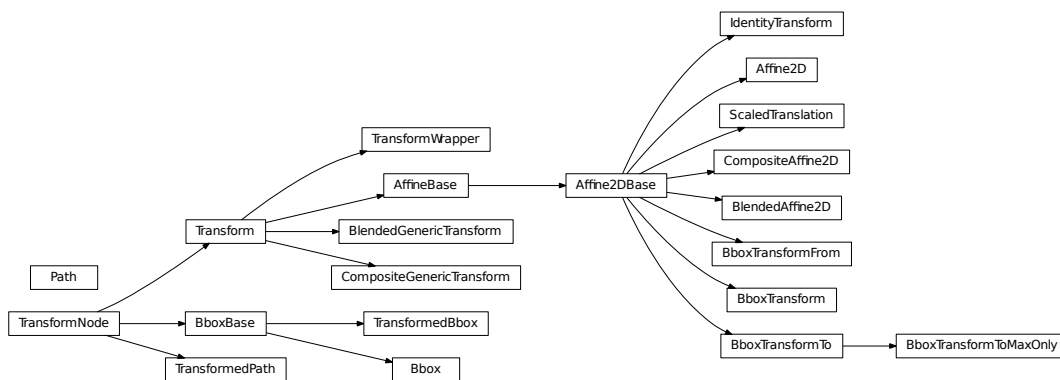 IdentityTransform
Affine2D
ScaledTranslation
TransformWrapper
CompositeAffine2D
AffineBase
Affine2DBase
BlendedAffine2D
Transform
BlendedGenericTransform
BboxTransformFrom
Path
CompositeGenericTransform
BboxTransform
TransformNode
BboxBase
TransformedBbox
BboxTransformTo
BboxTransformToMaxOnly
TransformedPath
Bbox